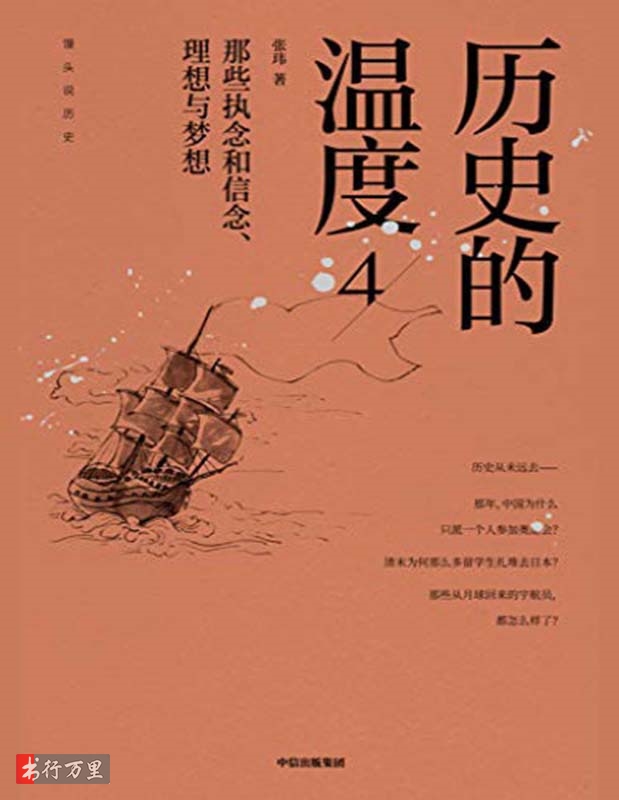 历史的
温度
4
张玮 著
那些执念和信念、
理想与梦想
馒头说历史
历史从未远去——
那年，中国为什么
只派一个人参加奥运会？
清末为何那么多留学生扎堆去日本？
那些从月球回来的宇航员，
都怎么样了？
中信出版集团
书行万里